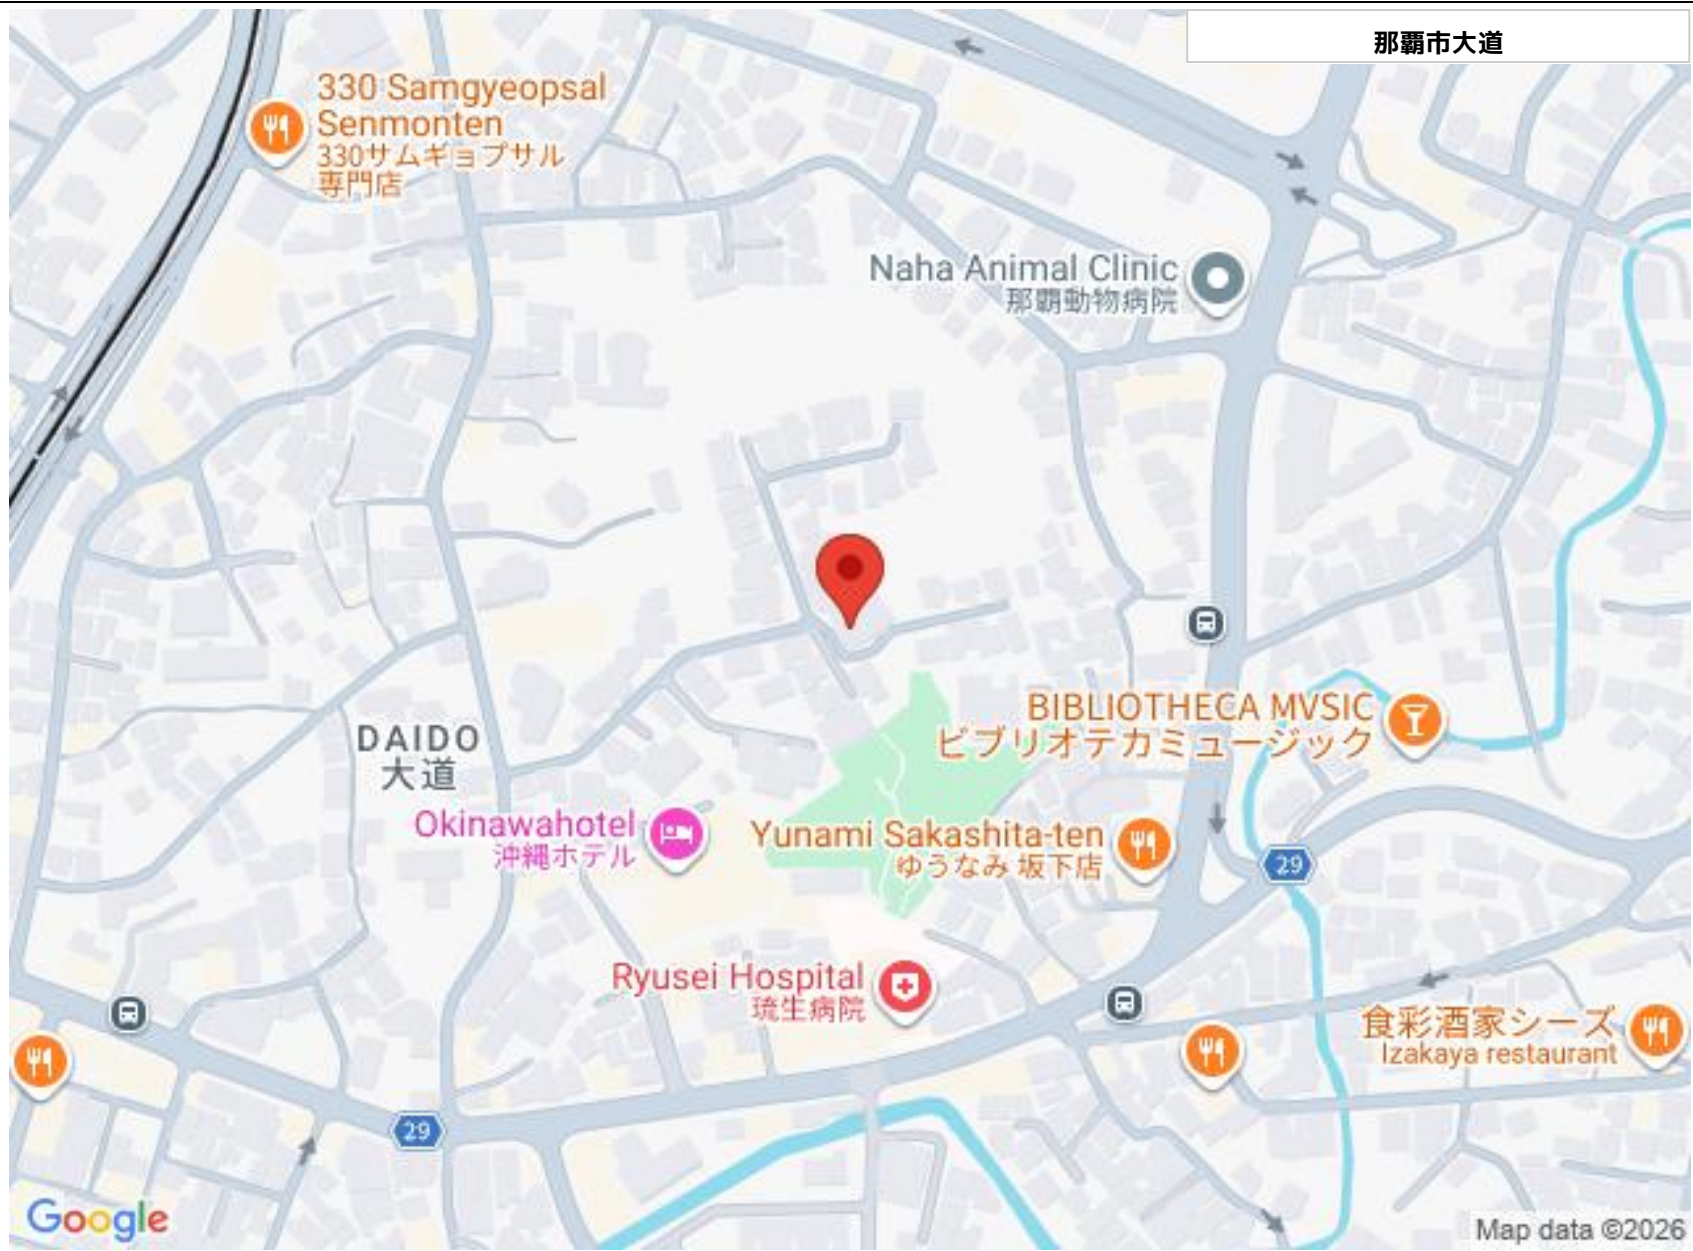 那覇市大道
330 Samgyeopsal
Senmonten
330サムギョプサル
専門店
Naha Animal Clinic
那覇動物病院
BIBLIOTHECA MVSIC
ビブリオテカミュージック
DAIDO
大道
Okinawahotel
沖縄ホテル
Yunami Sakashita-ten
ゆうなみ 坂下店
29
Ryusei Hospital
琉生病院
食彩酒家シーズ
Izakaya restaurant
29
Google
Map data ©2026